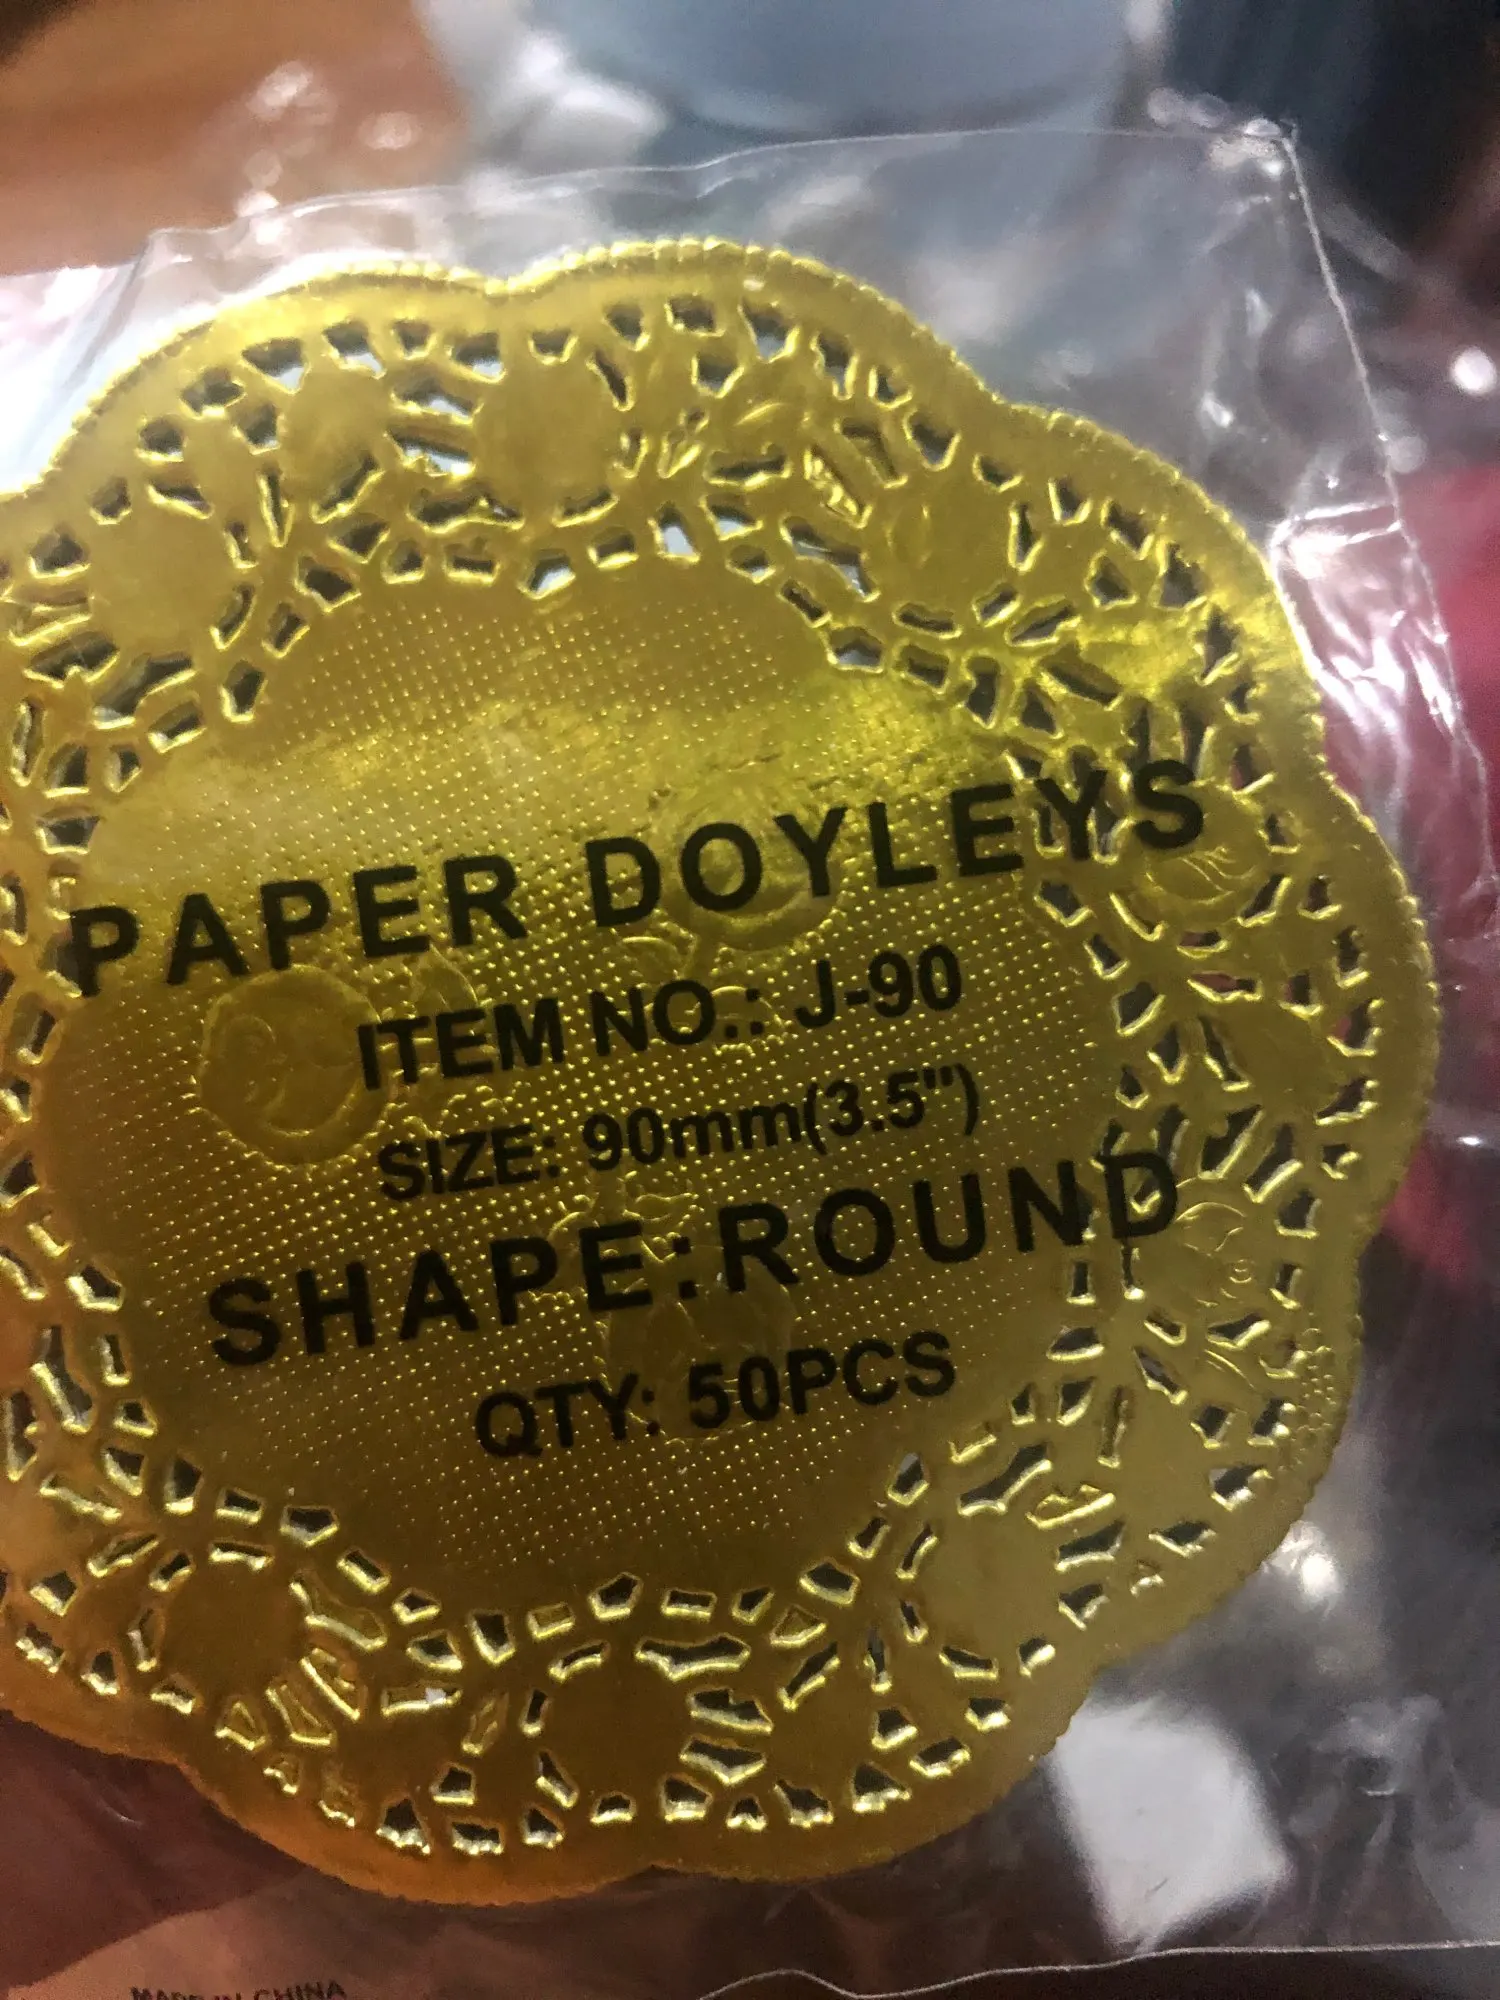 PAPER DOYLEYS
ITEM NO.: J-90
SIZE: 90mm(3.5")
SHAPE:ROUND
QTY: 50PCS
MADE IN CHINA